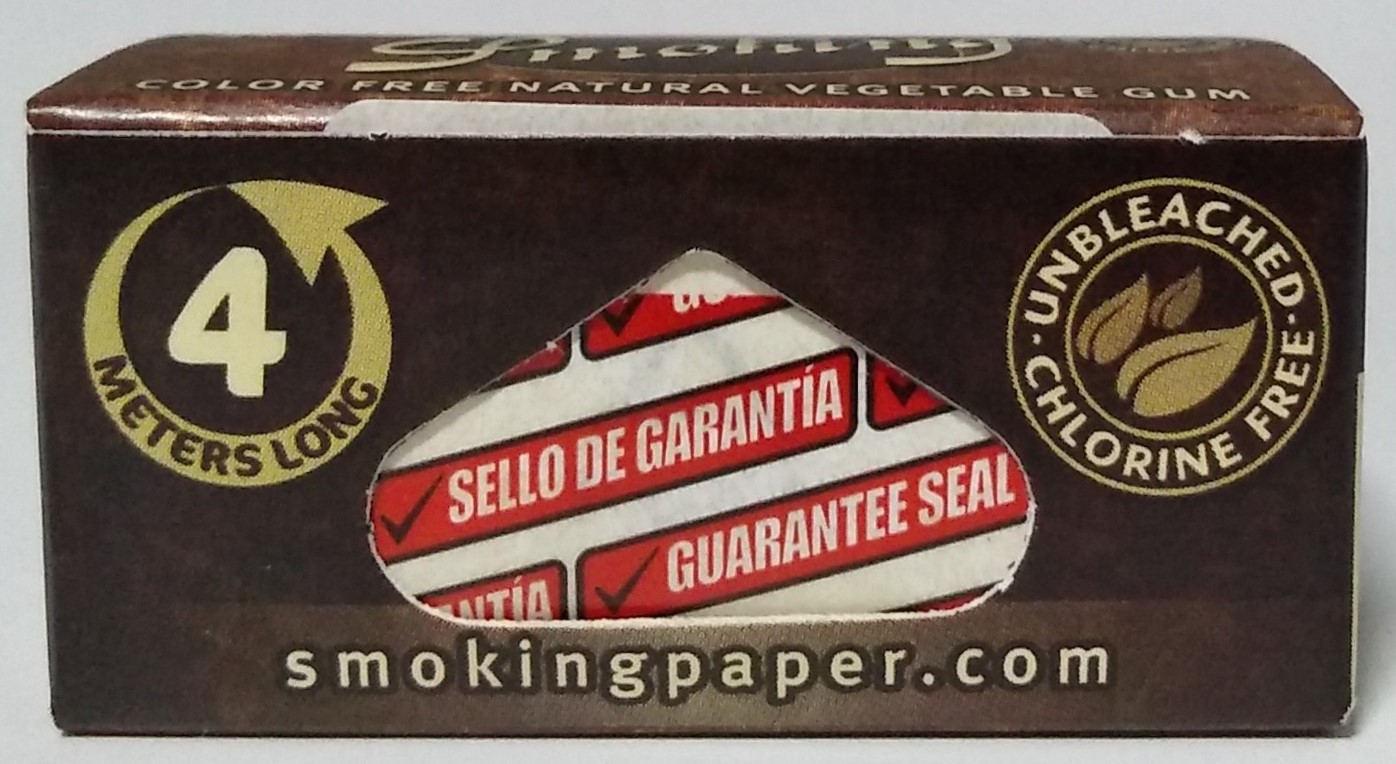 Smoking
COLOR FREE NATURAL VEGETABLE GUM
4
METERS LONG
· UNBLEACHED ·
CHLORINE FREE
SELLO DE GARANTÍA
GUARANTEE SEAL
ANTÍA
smokingpaper.com